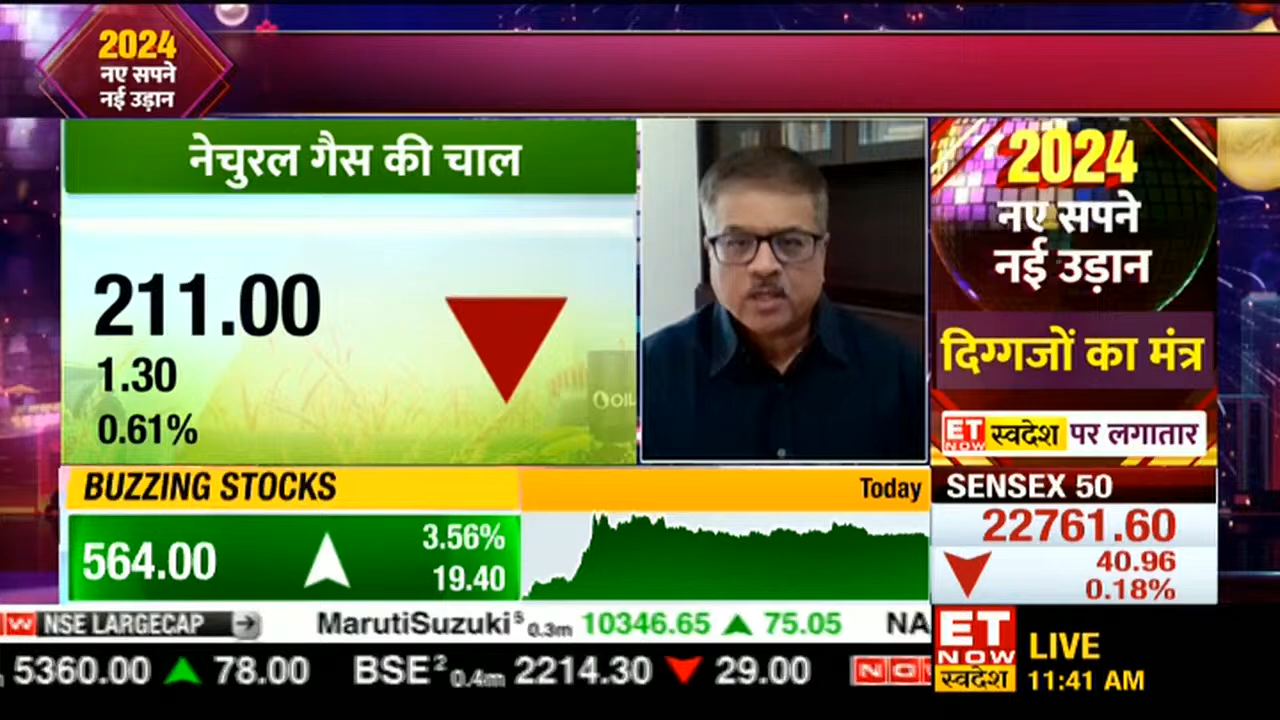 2024
नए सपने
नई उड़ान
नेचुरल गैस की चाल
211.00
1.30
0.61%
OIL
2024
नए सपने
नई उड़ान
दिग्गजों का मंत्र
ET NOW स्वदेश पर लगातार
BUZZING STOCKS
Today
564.00
3.56%
19.40
SENSEX 50
22761.60
40.96
0.18%
NSE LARGECAP
MarutiSuzuki S 0.3m 10346.65 75.05 NA
5360.00 78.00 BSE 2 0.4m 2214.30 29.00
ET
NOW
स्वदेश
LIVE
11:41 AM